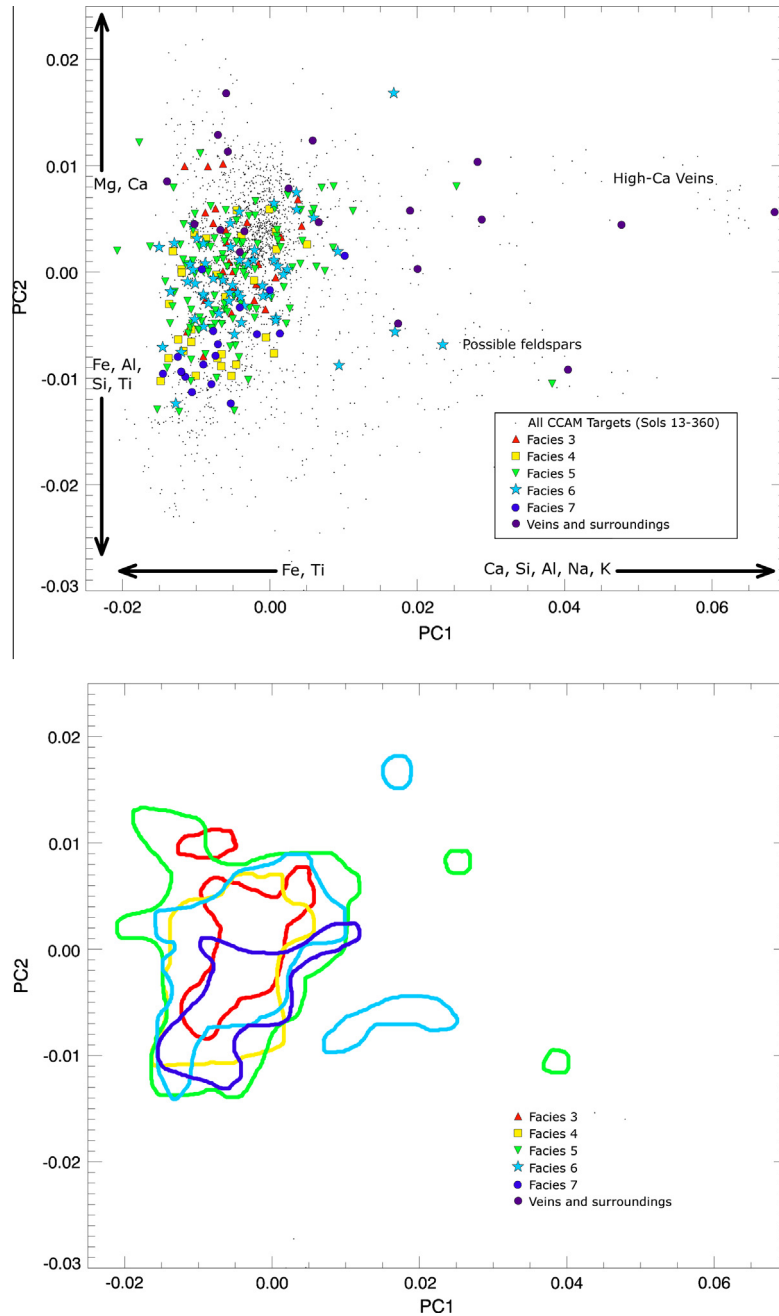 0.02
Mg, Ca
0.01
High-Ca Veins
PC2
0.00
Fe, Al,
Si, Ti
Possible feldspars
-0.01
All CCAM Targets (Sols 13-360)
Facies 3
Facies 4
Facies 5
Facies 6
Facies 7
Veins and surroundings
-0.02
Fe, Ti
Ca, Si, Al, Na, K
-0.03
-0.02 0.00 0.02 0.04 0.06
PC1
0.02
0.01
PC2
0.00
-0.01
Facies 3
Facies 4
Facies 5
Facies 6
Facies 7
Veins and surroundings
-0.02
-0.03
-0.02 0.00 0.02 0.04 0.06
PC1